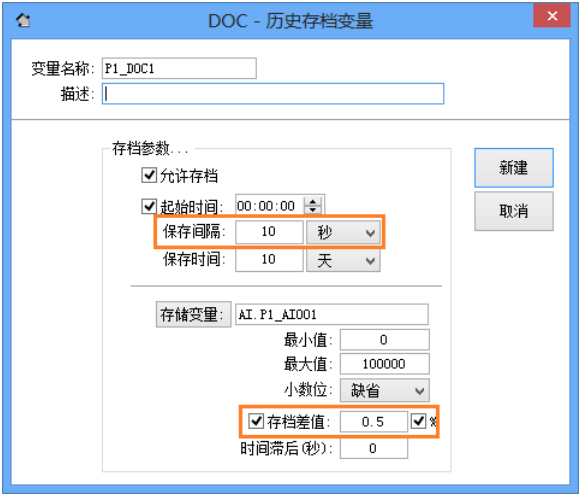 DOC - 历史存档变量
变量名称: P1_DOC1
描述:
存档参数...
允许存档
新建
起始时间: 00:00:00
取消
保存间隔: 10 秒
保存时间: 10 天
存储变量: AI.P1_AI001
最小值: 0
最大值: 100000
小数位: 缺省
存档差值: 0.5 %
时间滞后(秒): 0